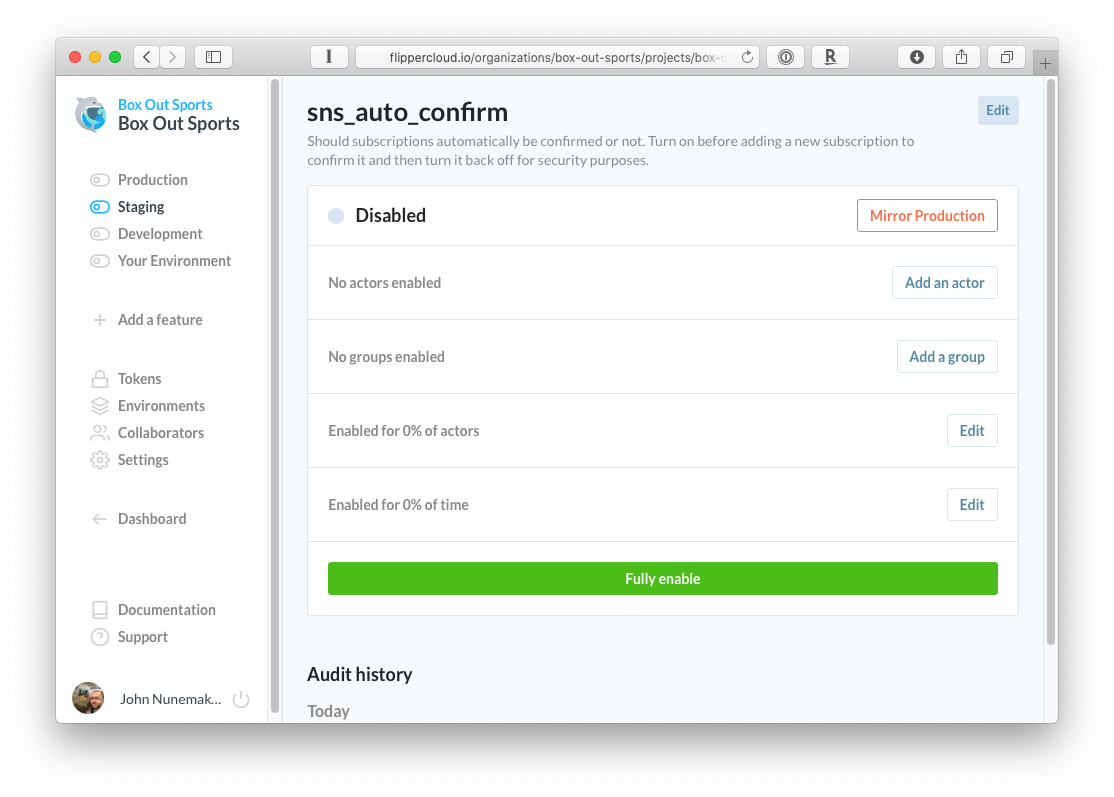 flippercloud.io/organizations/box-out-sports/projects/box-o
R
Box Out Sports
Box Out Sports
Production
Staging
Development
Your Environment
Add a feature
Tokens
Environments
Collaborators
Settings
Dashboard
Documentation
Support
John Nunemak...
sns_auto_confirm
Edit
Should subscriptions automatically be confirmed or not. Turn on before adding a new subscription to
confirm it and then turn it back off for security purposes.
Disabled
Mirror Production
No actors enabled
Add an actor
No groups enabled
Add a group
Enabled for 0% of actors
Edit
Enabled for 0% of time
Edit
Fully enable
Audit history
Today